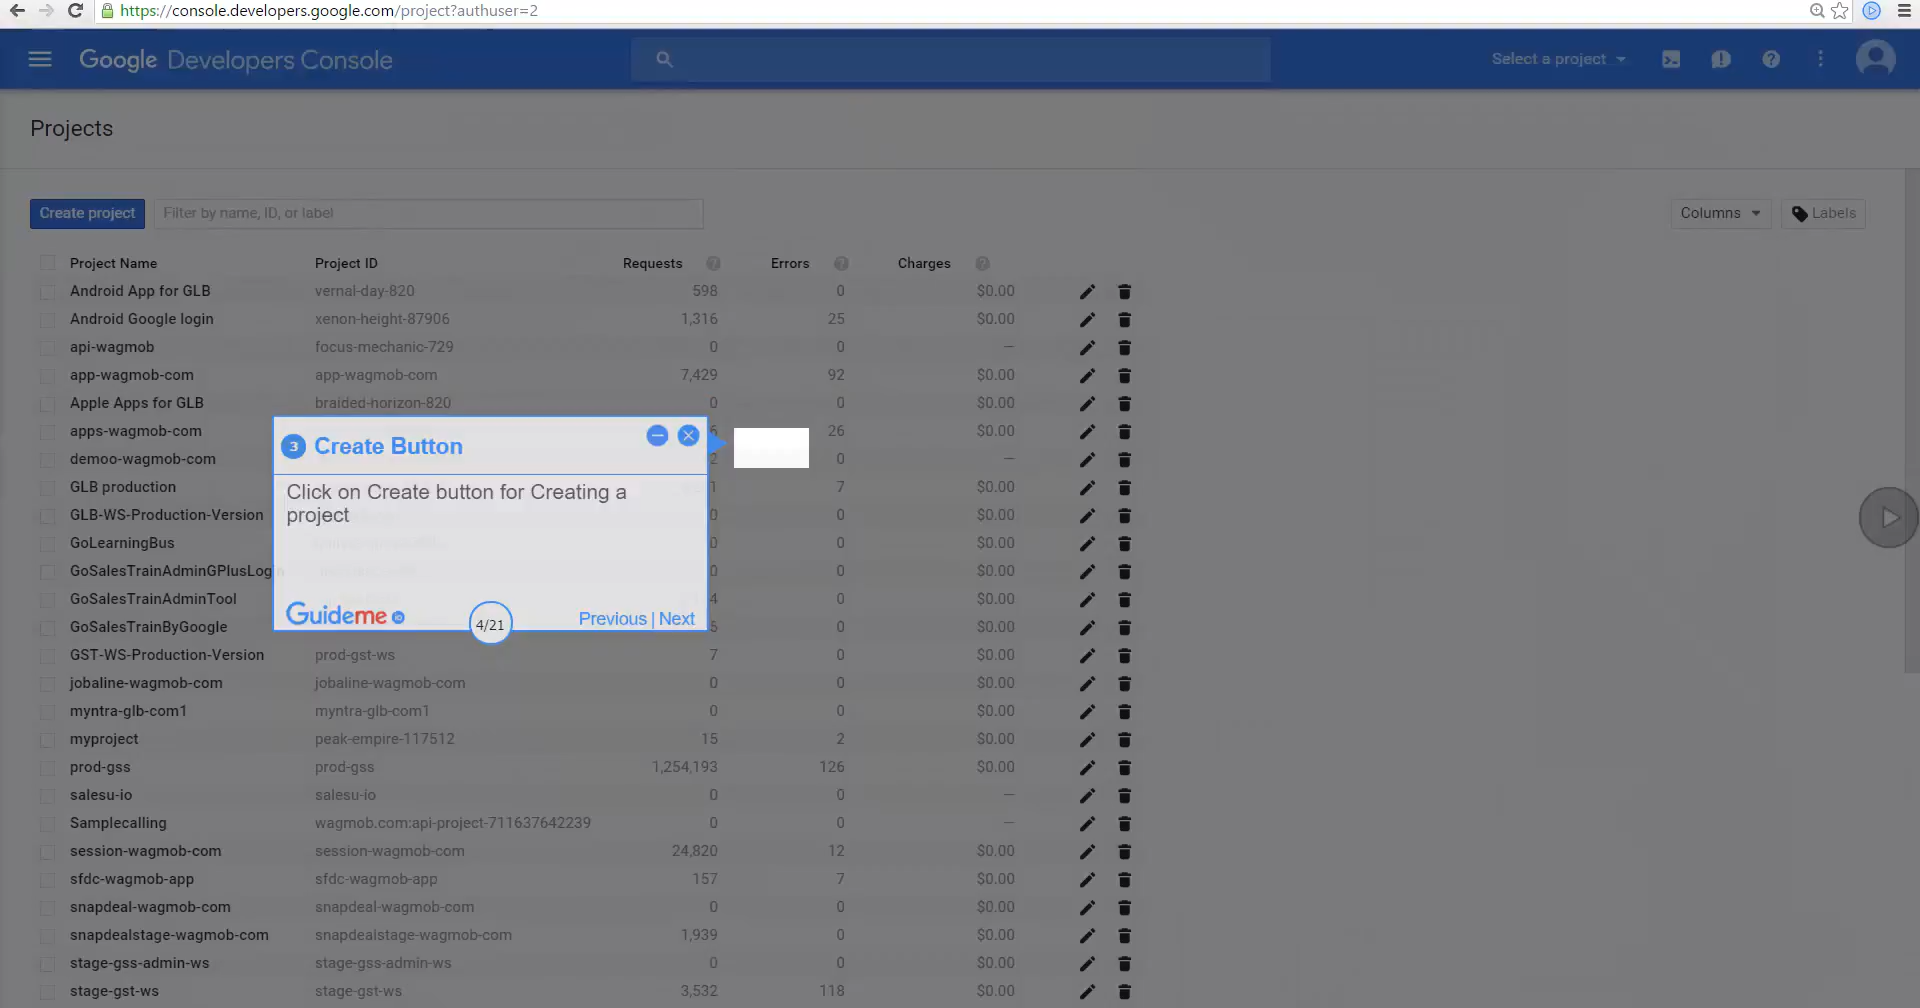 https://console.developers.google.com/project?authuser=2
Google Developers Console
Select a project
Projects
Create project
Filter by name, ID, or label
Columns
Labels
Project Name Project ID Requests Errors Charges
Android App for GLB vernal-day-820 598 0 $0.00
Android Google login xenon-height-87906 1,316 25 $0.00
api-wagmob focus-mechanic-729 0 0 —
app-wagmob-com app-wagmob-com 7,429 92 $0.00
Apple Apps for GLB braided-horizon-820 0 0 $0.00
apps-wagmob-com 26 $0.00
demoo-wagmob-com 0 —
GLB production 7 $0.00
GLB-WS-Production-Version 0 0 $0.00
GoLearningBus 0 0 $0.00
GoSalesTrainAdminGPlusLogin 0 0 $0.00
GoSalesTrainAdminTool 0 $0.00
GoSalesTrainByGoogle 0 $0.00
3 Create Button
Click on Create button for Creating a
project
Guideme io
4/21
Previous | Next
GST-WS-Production-Version prod-gst-ws 7 0 $0.00
jobaline-wagmob-com jobaline-wagmob-com 0 0 $0.00
myntra-glb-com1 myntra-glb-com1 0 0 $0.00
myproject peak-empire-117512 15 2 $0.00
prod-gss prod-gss 1,254,193 126 $0.00
salesu-io salesu-io 0 0 —
Samplecalling wagmob.com:api-project-711637642239 0 0 —
session-wagmob-com session-wagmob-com 24,820 12 $0.00
sfdc-wagmob-app sfdc-wagmob-app 157 7 $0.00
snapdeal-wagmob-com snapdeal-wagmob-com 0 0 $0.00
snapdealstage-wagmob-com snapdealstage-wagmob-com 1,939 0 $0.00
stage-gss-admin-ws stage-gss-admin-ws 0 0 $0.00
stage-gst-ws stage-gst-ws 3,532 118 $0.00